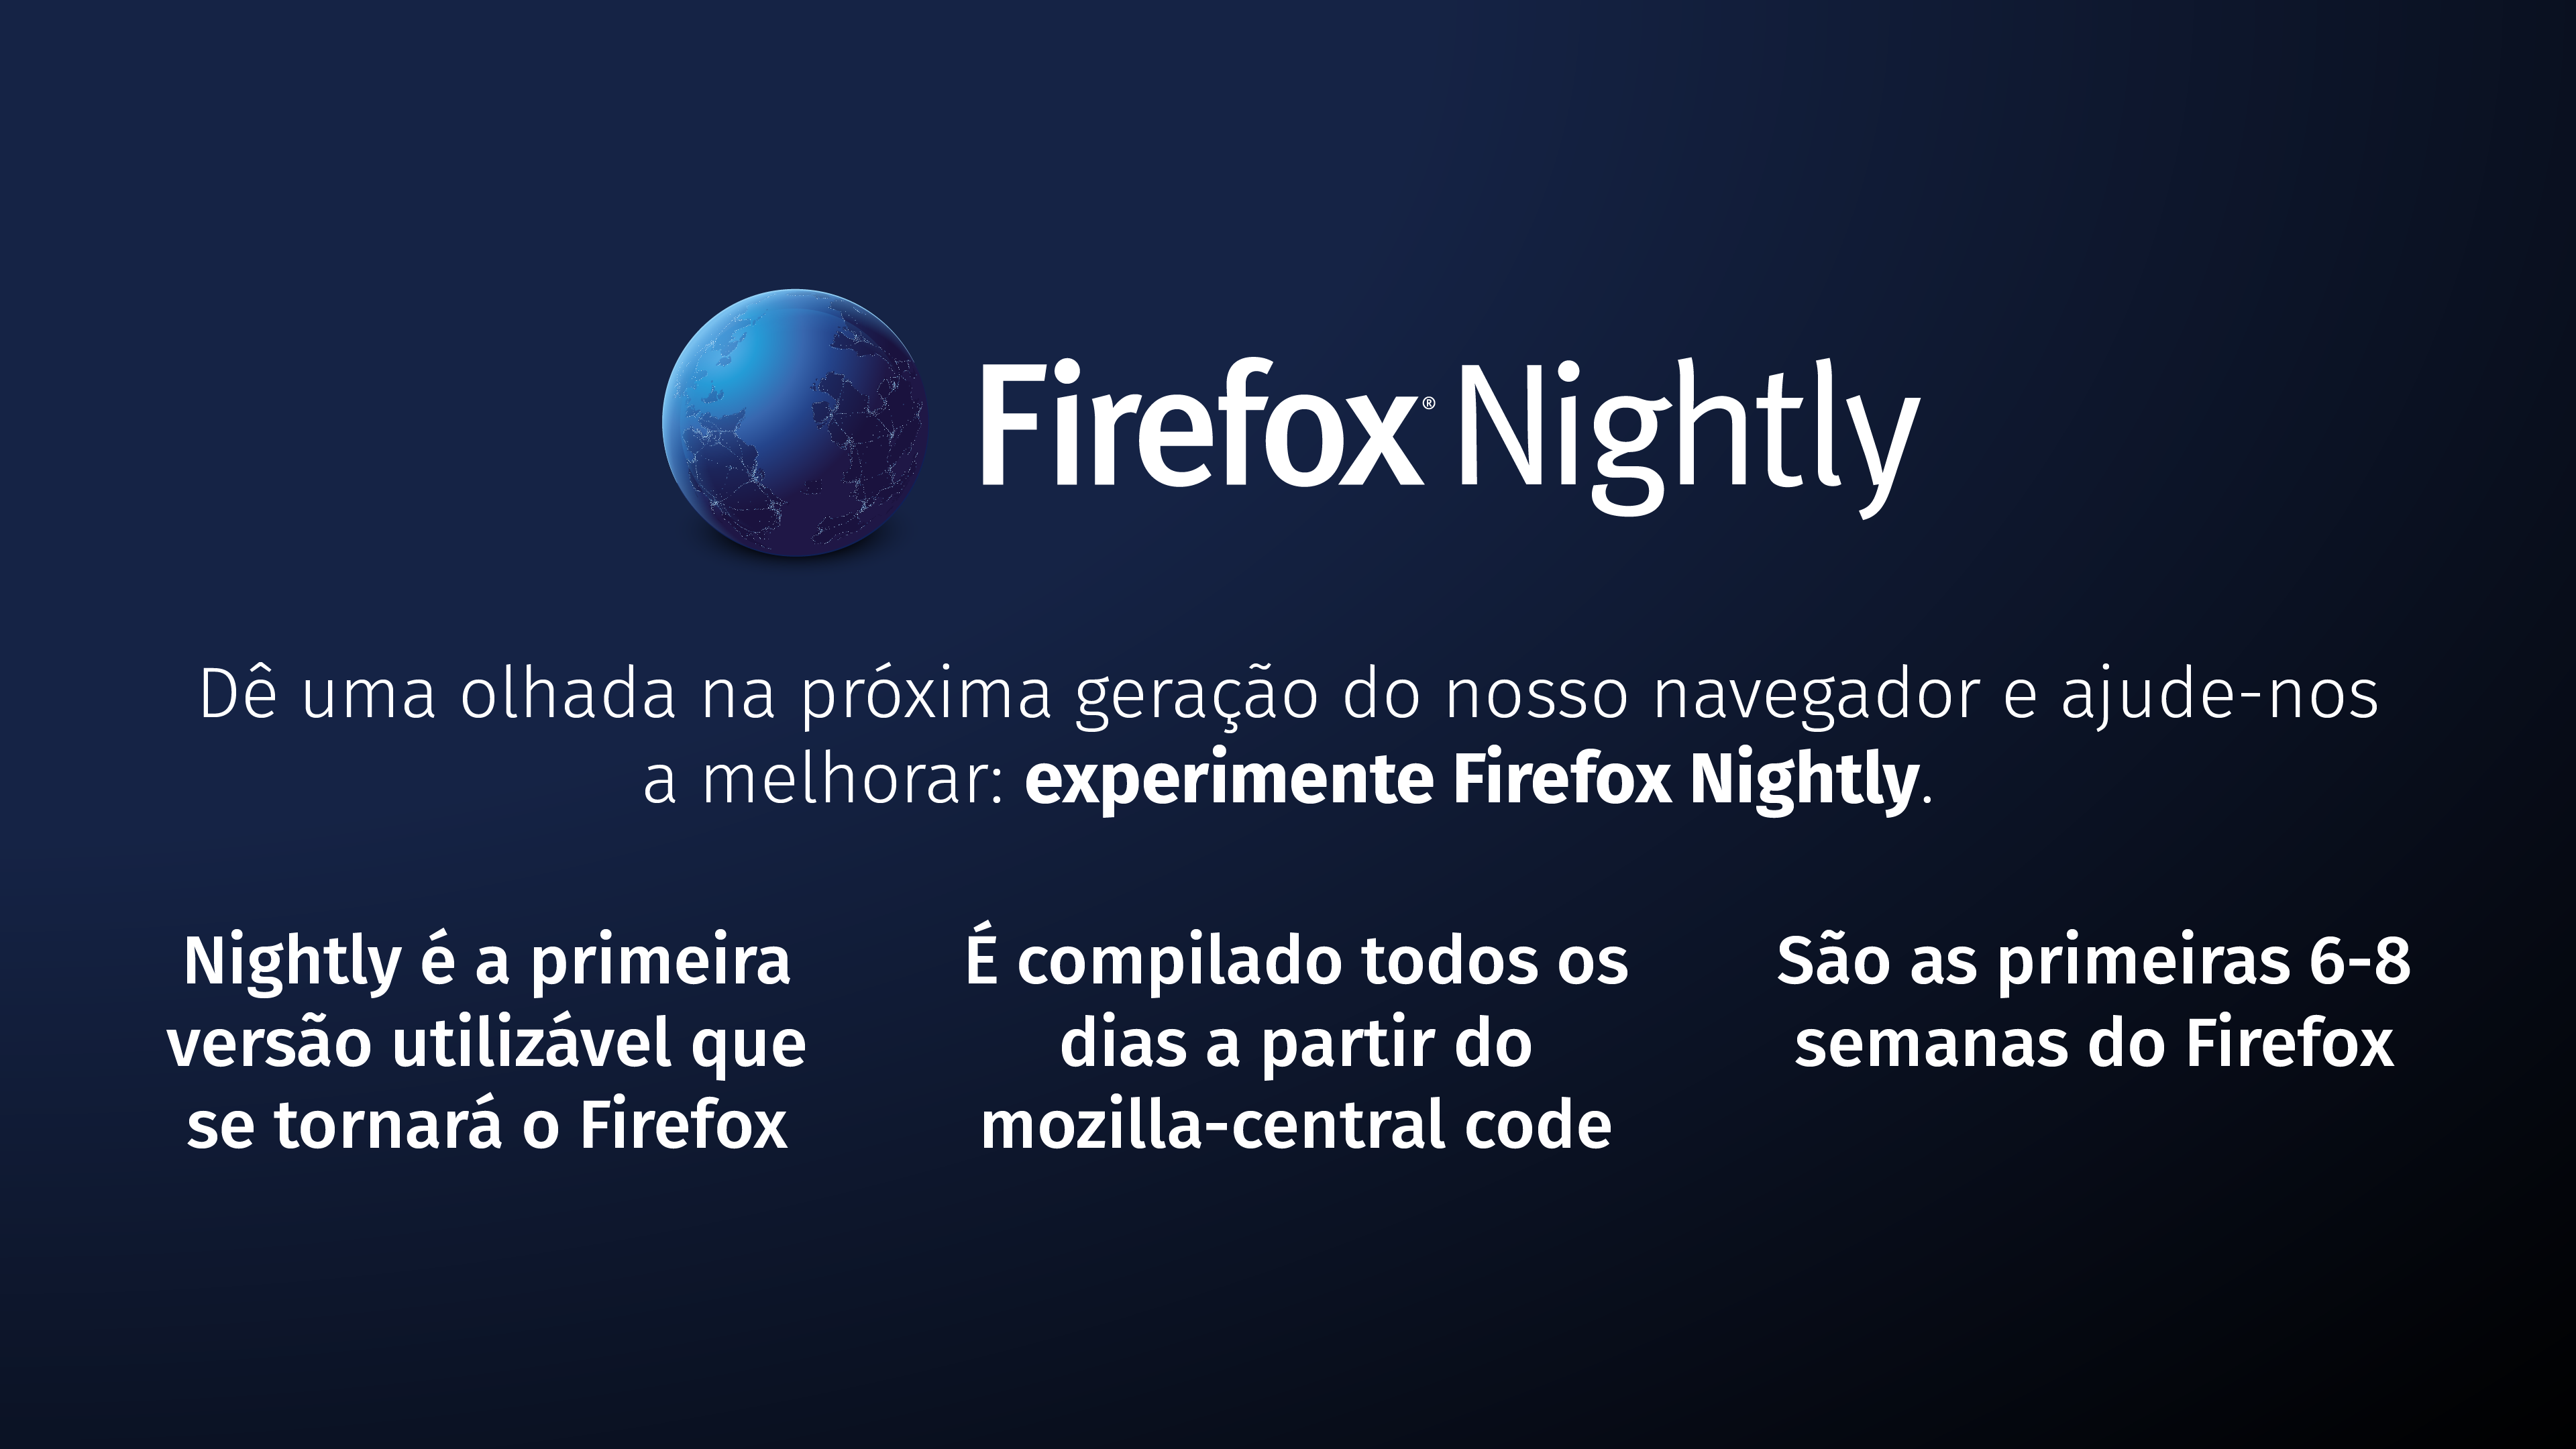 Firefox® Nightly
Dê uma olhada na próxima geração do nosso navegador e ajude-nos
a melhorar: experimente Firefox Nightly.
Nightly é a primeira
versão utilizável que
se tornará o Firefox
É compilado todos os
dias a partir do
mozilla-central code
São as primeiras 6-8
semanas do Firefox